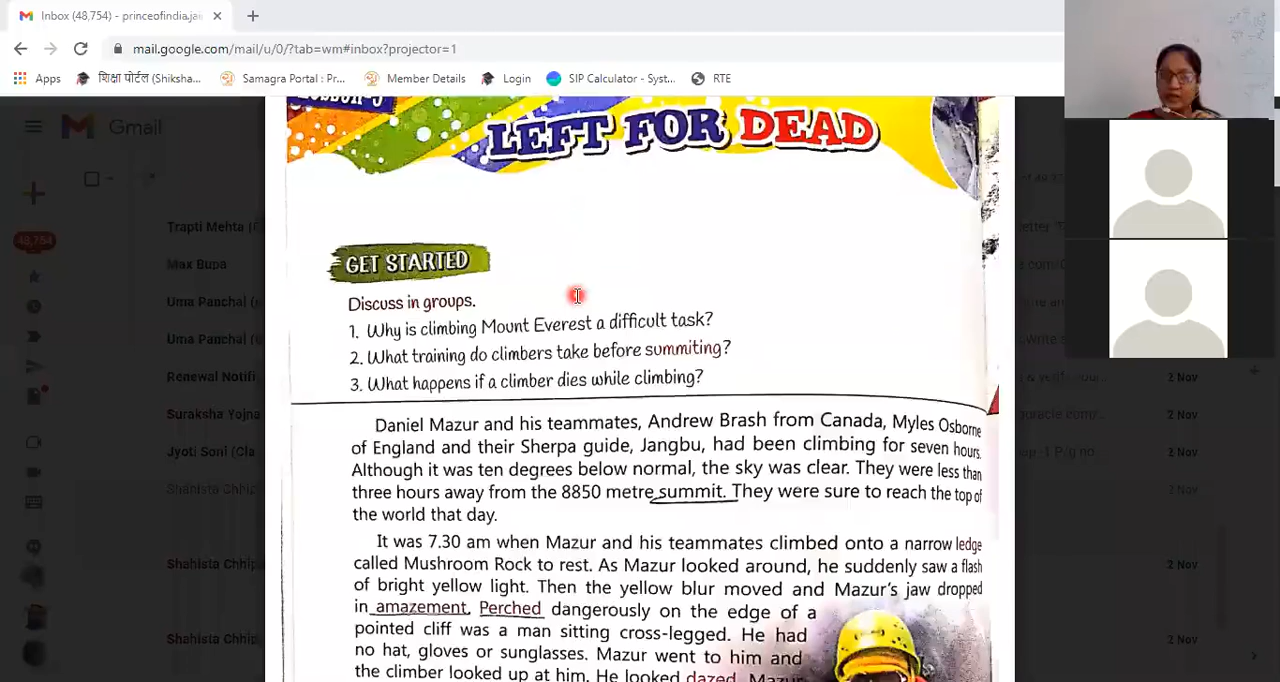 Inbox (48,754) - princeofindia.jai
mail.google.com/mail/u/0/?tab=wm#inbox?projector=1
Apps शिक्षा पोर्टल (Shiksha... Samagra Portal : Pr... Member Details Login SIP Calculator - Syst... RTE
Gmail
LEFT FOR DEAD
48,754
Trapti Mehta
Max Bupa
Uma Panchal
Uma Panchal
Renewal Notifi
2 Nov
Suraksha Yojna
2 Nov
Jyoti Soni (Cla
2 Nov
Shahista Chhip
2 Nov
Shahista Chhip
2 Nov
Shahista Chhip
2 Nov
GET STARTED
Discuss in groups.
1. Why is climbing Mount Everest a difficult task?
2. What training do climbers take before summiting?
3. What happens if a climber dies while climbing?
Daniel Mazur and his teammates, Andrew Brash from Canada, Myles Osborne
of England and their Sherpa guide, Jangbu, had been climbing for seven hours.
Although it was ten degrees below normal, the sky was clear. They were less than
three hours away from the 8850 metre summit. They were sure to reach the top of
the world that day.
It was 7.30 am when Mazur and his teammates climbed onto a narrow ledge
called Mushroom Rock to rest. As Mazur looked around, he suddenly saw a flash
of bright yellow light. Then the yellow blur moved and Mazur's jaw dropped
in amazement. Perched dangerously on the edge of a
pointed cliff was a man sitting cross-legged. He had
no hat, gloves or sunglasses. Mazur went to him and
the climber looked up at him. He looked dazed. Mazur